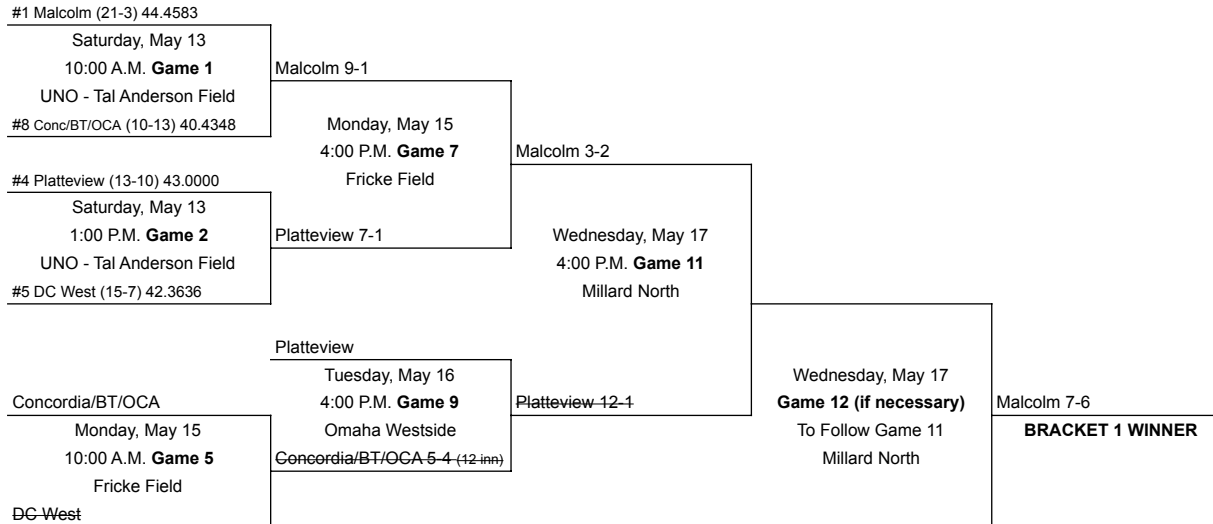 #1 Malcolm (21-3) 44.4583
Saturday, May 13
10:00 A.M. Game 1
UNO - Tal Anderson Field
#8 Conc/BT/OCA (10-13) 40.4348
Malcolm 9-1
Monday, May 15
4:00 P.M. Game 7
Fricke Field
Malcolm 3-2
#4 Platteview (13-10) 43.0000
Saturday, May 13
1:00 P.M. Game 2
UNO - Tal Anderson Field
#5 DC West (15-7) 42.3636
Platteview 7-1
Wednesday, May 17
4:00 P.M. Game 11
Millard North
Platteview
Tuesday, May 16
4:00 P.M. Game 9
Omaha Westside
Concordia/BT/OCA 5-4 (12 inn)
Platteview 12-1
Concordia/BT/OCA
Monday, May 15
10:00 A.M. Game 5
Fricke Field
DC West
Wednesday, May 17
Game 12 (if necessary)
To Follow Game 11
Millard North
Malcolm 7-6
BRACKET 1 WINNER